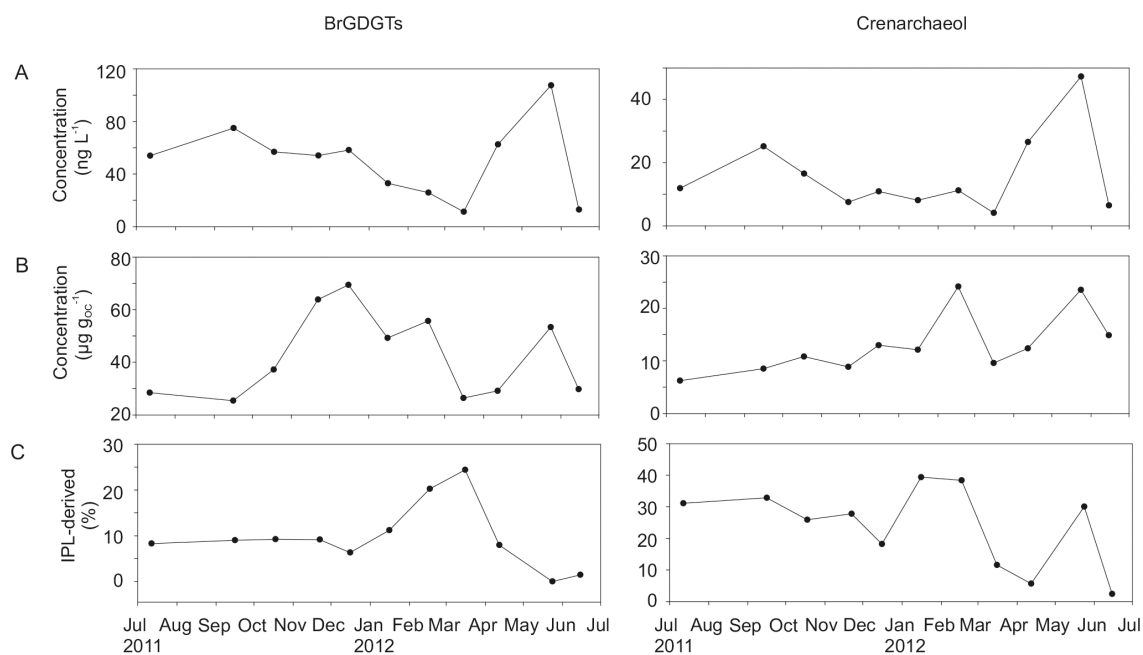 BrGDGTs
Crenarchaeol
A
Concentration
(ng L⁻¹)
120
80
40
0
40
20
0
B
Concentration
(µg gₒc⁻¹)
80
60
40
20
30
20
10
0
C
IPL-derived
(%)
30
20
10
0
50
40
30
20
10
0
Jul Aug Sep Oct Nov Dec Jan Feb Mar Apr May Jun Jul
2011 2012
Jul Aug Sep Oct Nov Dec Jan Feb Mar Apr May Jun Jul
2011 2012